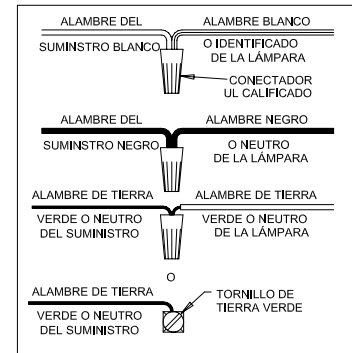 ALAMBRE DEL
SUMINSTRO BLANCO
ALAMBRE BLANCO
O IDENTIFICADO
DE LA LÁMPARA
CONECTADOR
UL CALIFICADO
ALAMBRE DEL
SUMINSTRO NEGRO
ALAMBRE NEGRO
O NEUTRO
DE LA LÁMPARA
ALAMBRE DE TIERRA
VERDE O NEUTRO
DEL SUMINISTRO
ALAMBRE DE TIERRA
VERDE O NEUTRO
DE LA LÁMPARA
O
ALAMBRE DE TIERRA
VERDE O NEUTRO
DEL SUMINISTRO
TORNILLO DE
TIERRA VERDE